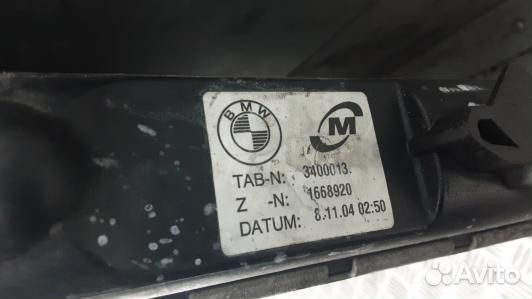 BMW
M
TAB-N: 3400013.
Z -N: 1668920
DATUM: 8.11.04 02:50
Avito